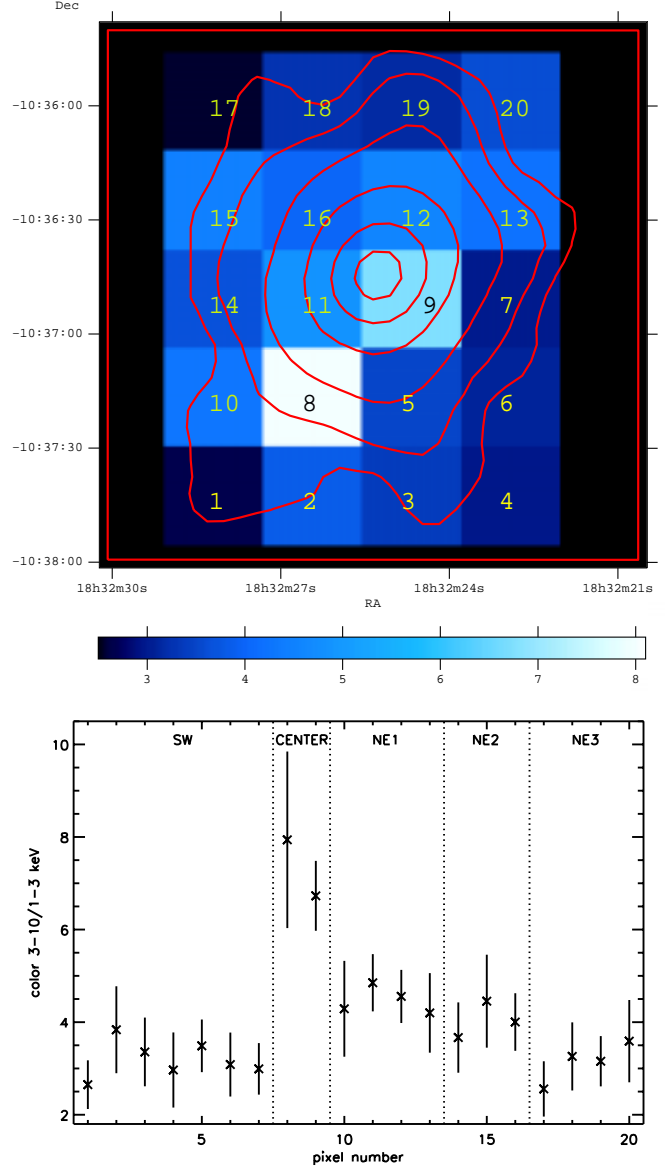 Dec
-10:36:00
17 18 19 20
-10:36:30
15 16 12 13
14 11 9 7
-10:37:00
10 8 5 6
-10:37:30
1 2 3 4
-10:38:00
18h32m30s 18h32m27s 18h32m24s 18h32m21s
RA
3 4 5 6 7 8
SW CENTER NE1 NE2 NE3
10
8
6
4
2
color 3-10/1-3 keV
5 10 15 20
pixel number